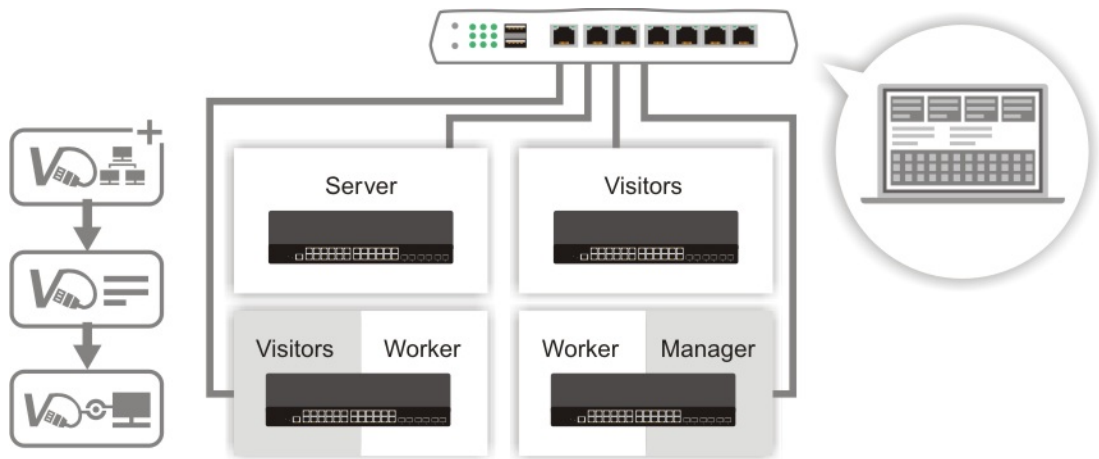 Server
Visitors
Visitors Worker
Worker Manager
V
V
V